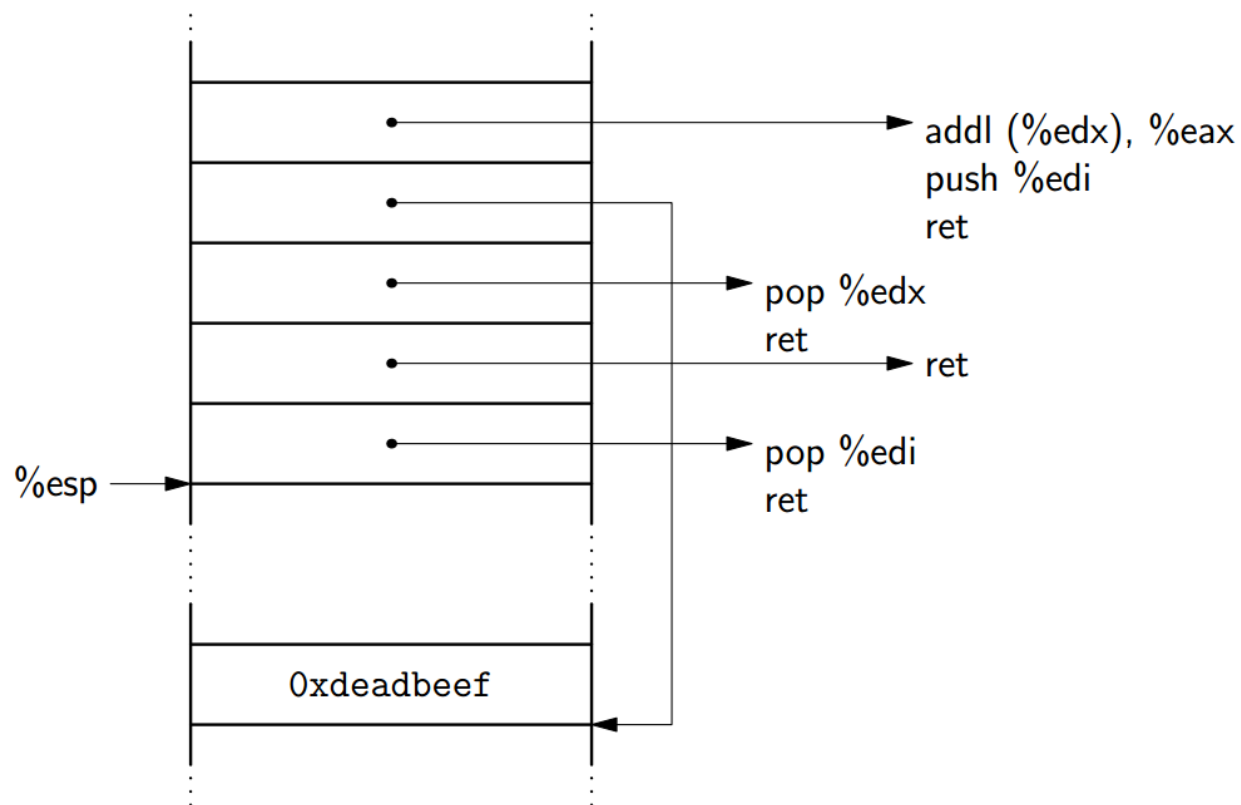 addl (%edx), %eax
push %edi
ret
pop %edx
ret
ret
pop %edi
ret
%esp
0xdeadbeef